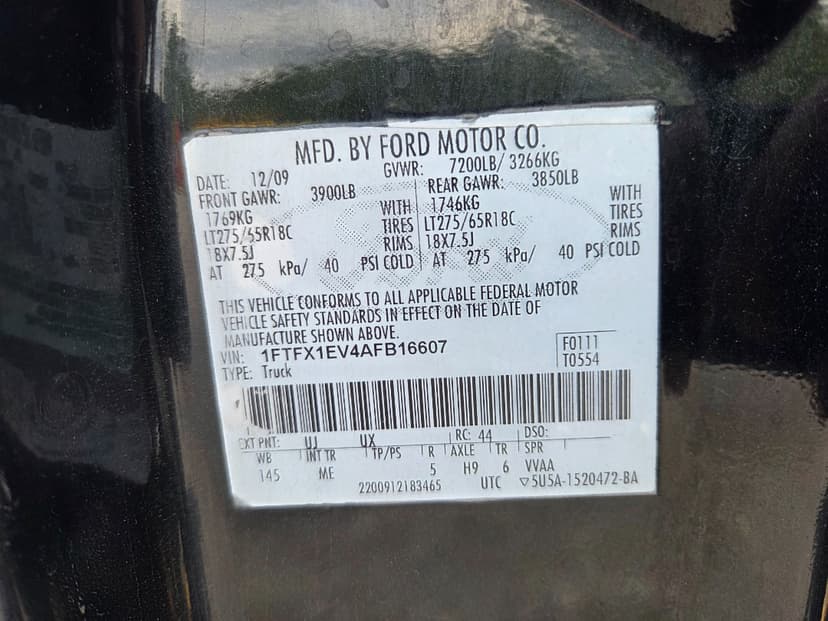 MFD. BY FORD MOTOR CO.
DATE: 12/09 GVWR: 7200LB/ 3266KG
FRONT GAWR: 3900LB REAR GAWR: 3850LB
1769KG WITH 1746KG WITH
LT275/65R18C TIRES LT275/65R18C TIRES
18X7.5J RIMS 18X7.5J RIMS
AT 275 kPa/ 40 PSI COLD AT 275 kPa/ 40 PSI COLD
THIS VEHICLE CONFORMS TO ALL APPLICABLE FEDERAL MOTOR
VEHICLE SAFETY STANDARDS IN EFFECT ON THE DATE OF
MANUFACTURE SHOWN ABOVE.
VIN: 1FTFX1EV4AFB16607 F0111
TYPE: Truck T0554
EXT PNT: UJ UX RC: 44 DSO:
WB INT TR TP/PS R AXLE TR SPR
145 ME 5 H9 6 VVAA
2200912183465 UTC ▽5U5A-1520472-BA